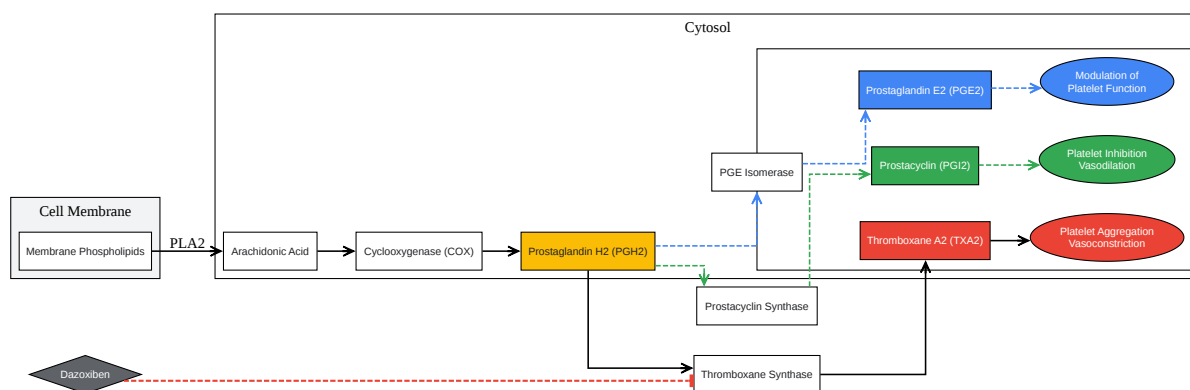 Cytosol
Modulation of
Platelet Function
Prostaglandin E2 (PGE2)
Platelet Inhibition
Vasodilation
Prostacyclin (PGI2)
PGE Isomerase
Cell Membrane
Membrane Phospholipids
PLA2
Arachidonic Acid
Cyclooxygenase (COX)
Prostaglandin H2 (PGH2)
Thromboxane A2 (TXA2)
Platelet Aggregation
Vasoconstriction
Prostacyclin Synthase
Dazoxiben
Thromboxane Synthase